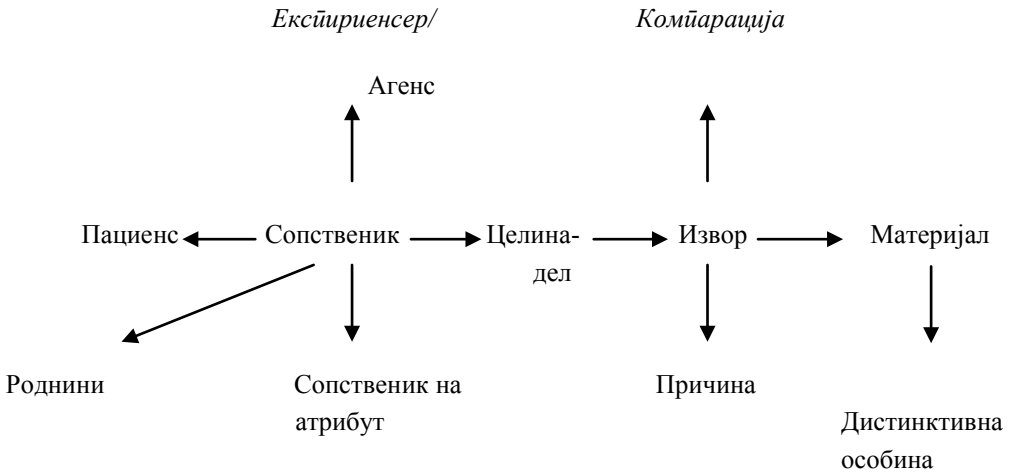 Експириенсер/ Компарација
Агенс
Пациенс Сопственик Целина- Извор Материјал
дел
Роднини Сопственик на Причина
атрибут Дистинктивна
особина